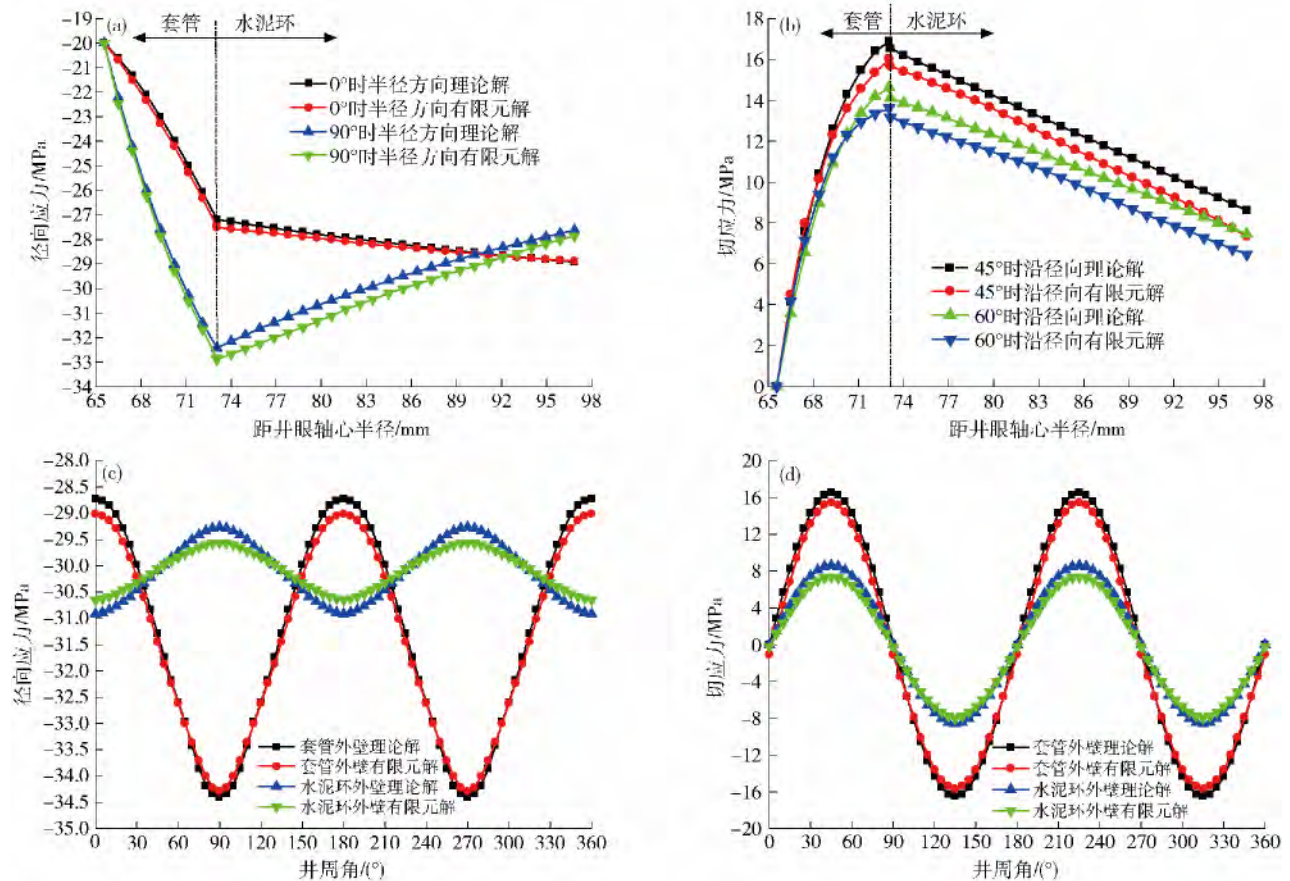 (a)
套管 水泥环
0°时半径方向理论解
0°时半径方向有限元解
90°时半径方向理论解
90°时半径方向有限元解
径向应力/MPa
-19
-20
-21
-22
-23
-24
-25
-26
-27
-28
-29
-30
-31
-32
-33
-34
65 68 71 74 77 80 83 86 89 92 95 98
距井眼轴心半径/mm
(b)
套管 水泥环
45°时沿径向理论解
45°时沿径向有限元解
60°时沿径向理论解
60°时沿径向有限元解
切应力/MPa
18
16
14
12
10
8
6
4
2
0
65 68 71 74 77 80 83 86 89 92 95 98
距井眼轴心半径/mm
(c)
套管外壁理论解
套管外壁有限元解
水泥环外壁理论解
水泥环外壁有限元解
径向应力/MPa
-28.0
-28.5
-29.0
-29.5
-30.0
-30.5
-31.0
-31.5
-32.0
-32.5
-33.0
-33.5
-34.0
-34.5
-35.0
0 30 60 90 120 150 180 210 240 270 300 330 360
井周角/(°)
(d)
套管外壁理论解
套管外壁有限元解
水泥环外壁理论解
水泥环外壁有限元解
切应力/MPa
20
16
12
8
4
0
-4
-8
-12
-16
-20
0 30 60 90 120 150 180 210 240 270 300 330 360
井周角/(°)